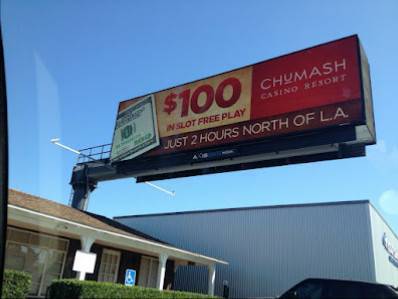 $100
IN SLOT FREE PLAY
CHUMASH
CASINO RESORT
JUST 2 HOURS NORTH OF L.A.